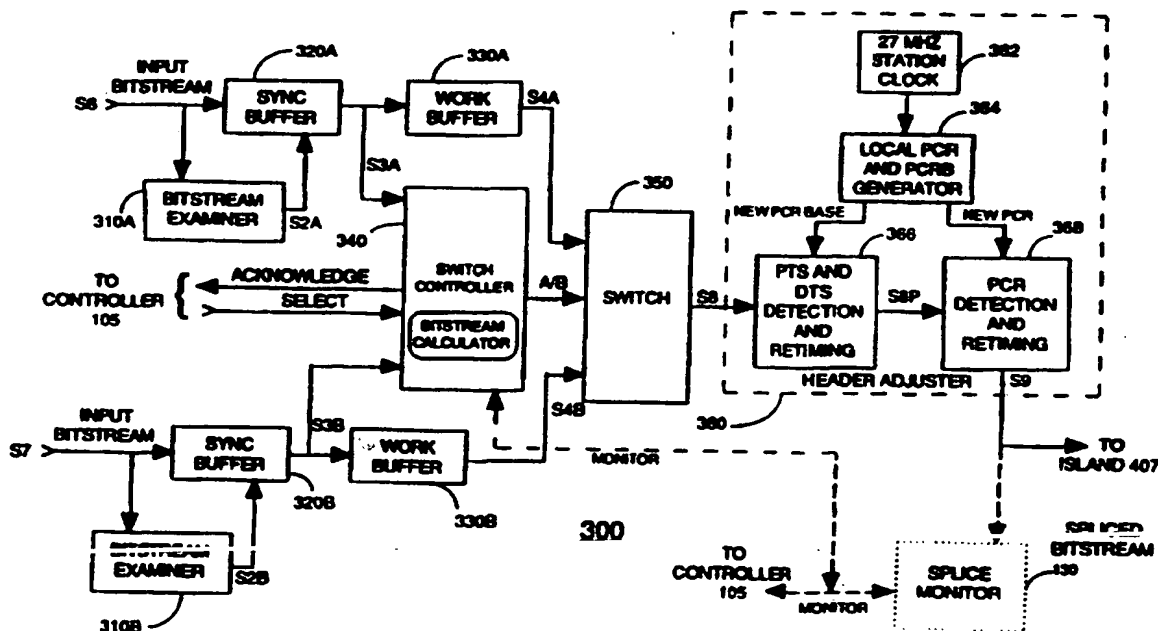 320A
330A
27 MHZ
STATION
CLOCK
362
INPUT
BITSTREAM
S6
SYNC
BUFFER
WORK
BUFFER
S4A
364
LOCAL PCR
AND PCRB
GENERATOR
S3A
350
310A
BITSTREAM
EXAMINER
S2A
340
NEW PCR BASE
NEW PCR
366
368
TO
CONTROLLER
105
ACKNOWLEDGE
SELECT
SWITCH
CONTROLLER
BITSTREAM
CALCULATOR
A/B
SWITCH
S8
PTS AND
DTS
DETECTION
AND
RETIMING
S8P
PCR
DETECTION
AND
RETIMING
HEADER ADJUSTER
S9
360
S4B
INPUT
BITSTREAM
S7
SYNC
BUFFER
S3B
WORK
BUFFER
MONITOR
TO
ISLAND 407
320B
330B
300
BITSTREAM
EXAMINER
S2B
310B
SPLICED
BITSTREAM
TO
CONTROLLER
105
MONITOR
SPLICE
MONITOR
130